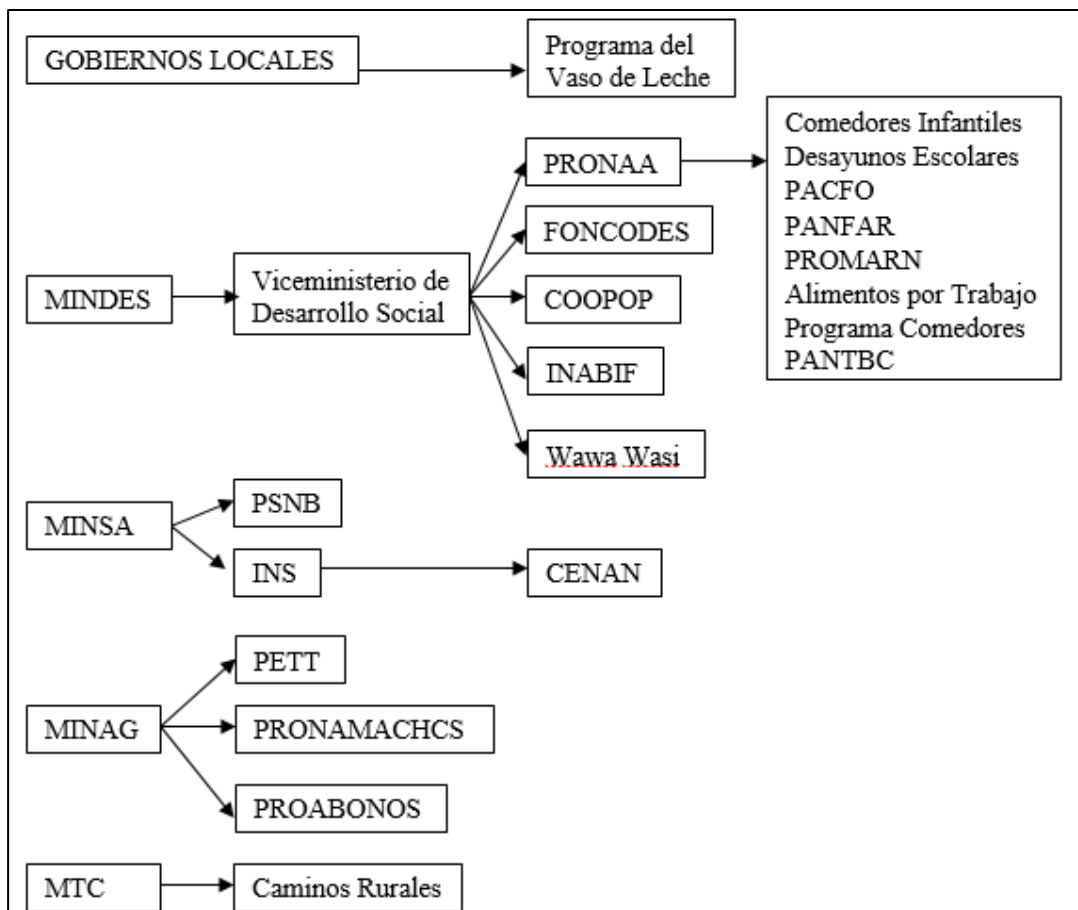 GOBIERNOS LOCALES
Programa del
Vaso de Leche
MINDES
Viceministerio de
Desarrollo Social
PRONAA
FONCODES
COOPOP
INABIF
Wawa Wasi
Comedores Infantiles
Desayunos Escolares
PACFO
PANFAR
PROMARN
Alimentos por Trabajo
Programa Comedores
PANTBC
MINSA
PSNB
INS
CENAN
MINAG
PETT
PRONAMACHCS
PROABONOS
MTC
Caminos Rurales